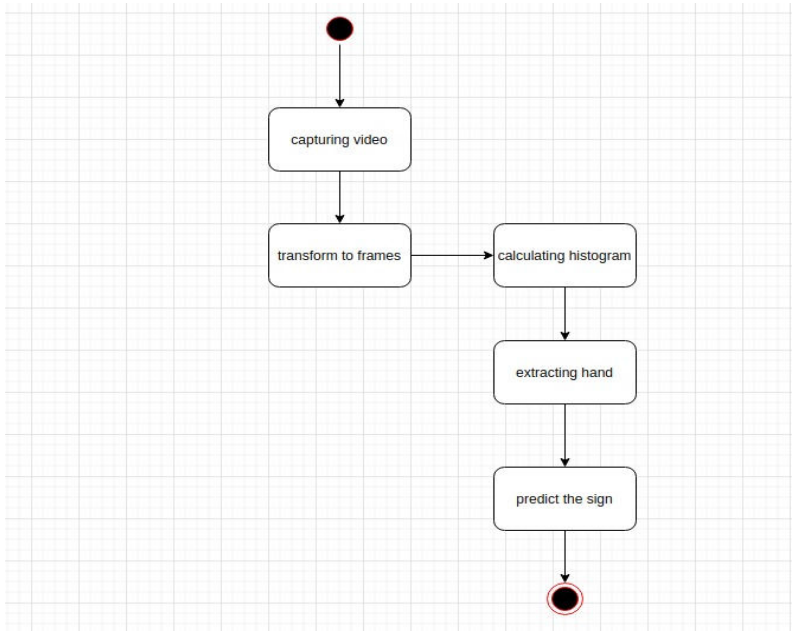 capturing video
transform to frames
calculating histogram
extracting hand
predict the sign